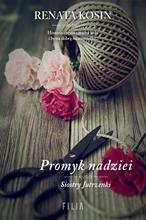 RENATA KOSIN
Promyk nadziei
Siostry Jutrzenki
FILIA